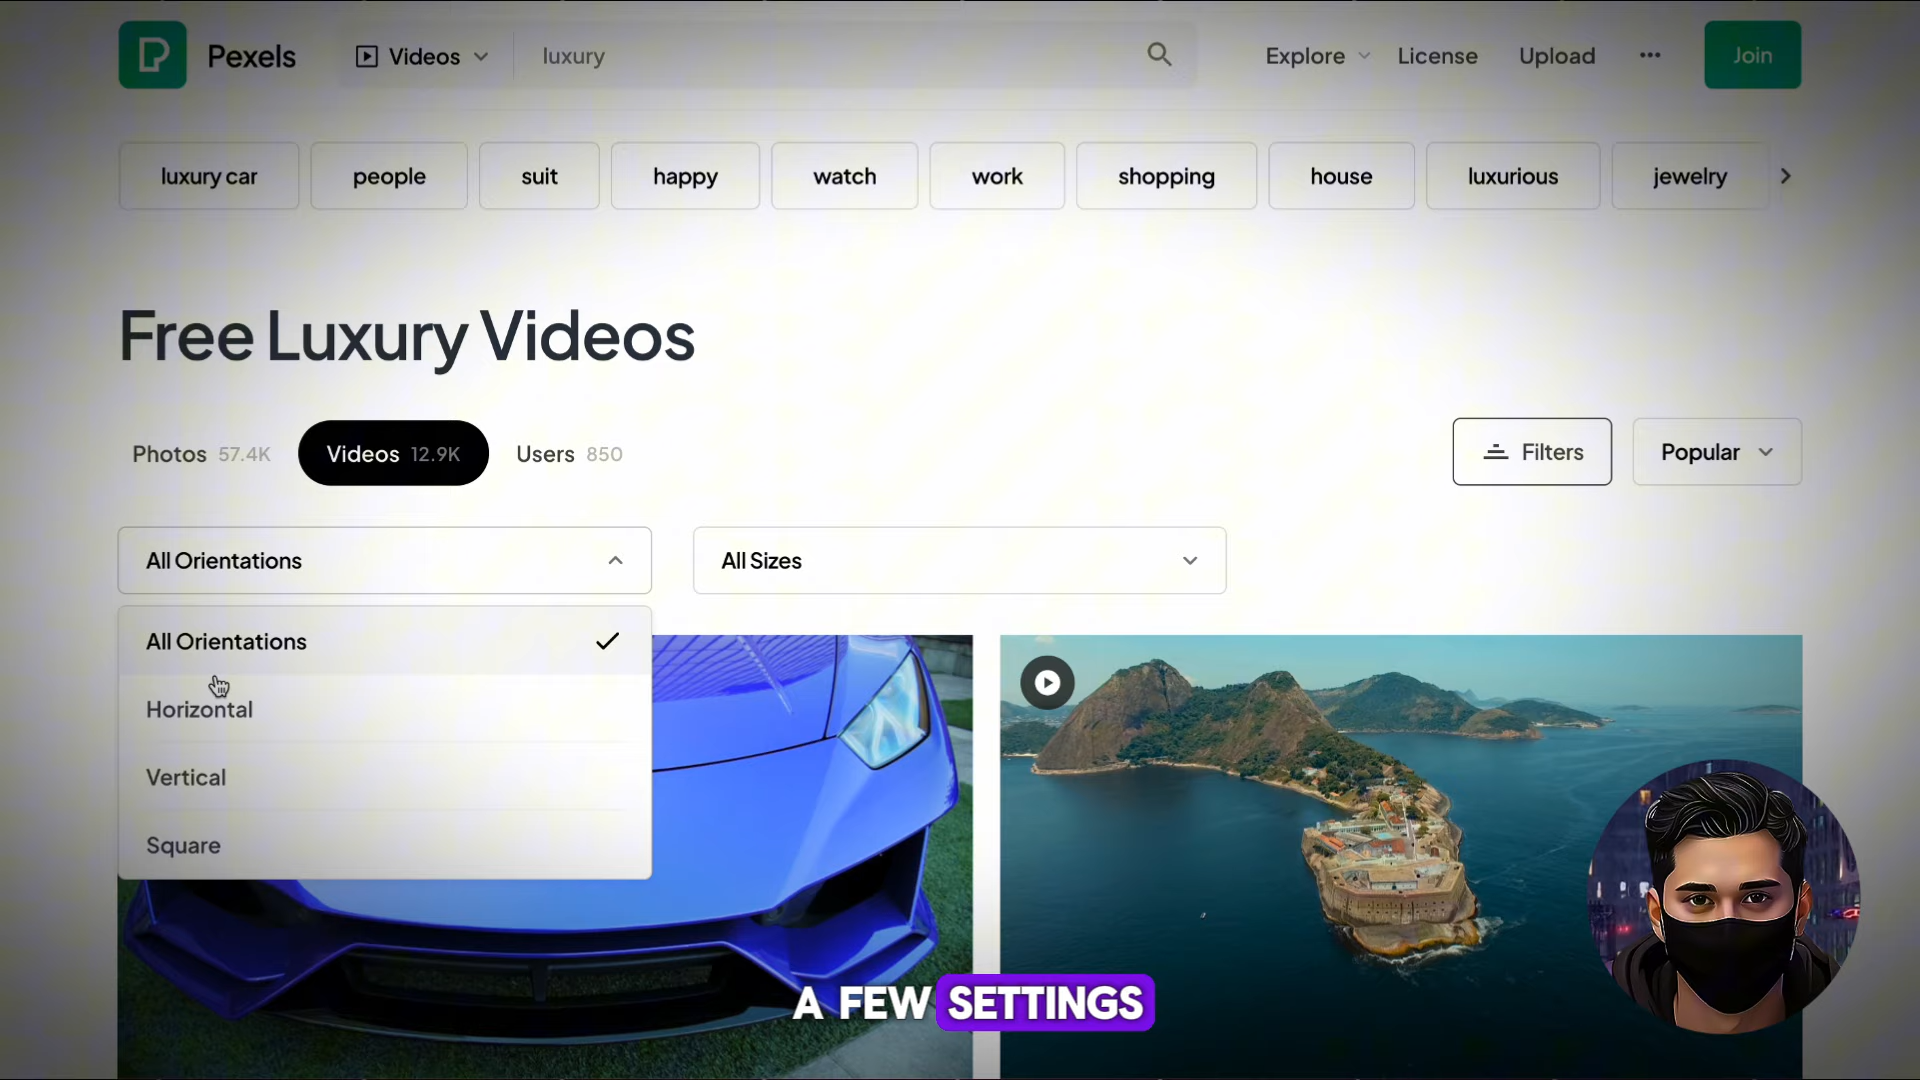 Pexels Videos luxury Explore License Upload ••• Join
luxury car people suit happy watch work shopping house luxurious jewelry
Free Luxury Videos
Photos 57.4K Videos 12.9K Users 850 Filters Popular
All Orientations All Sizes
All Orientations
Horizontal
Vertical
Square
A FEW SETTINGS